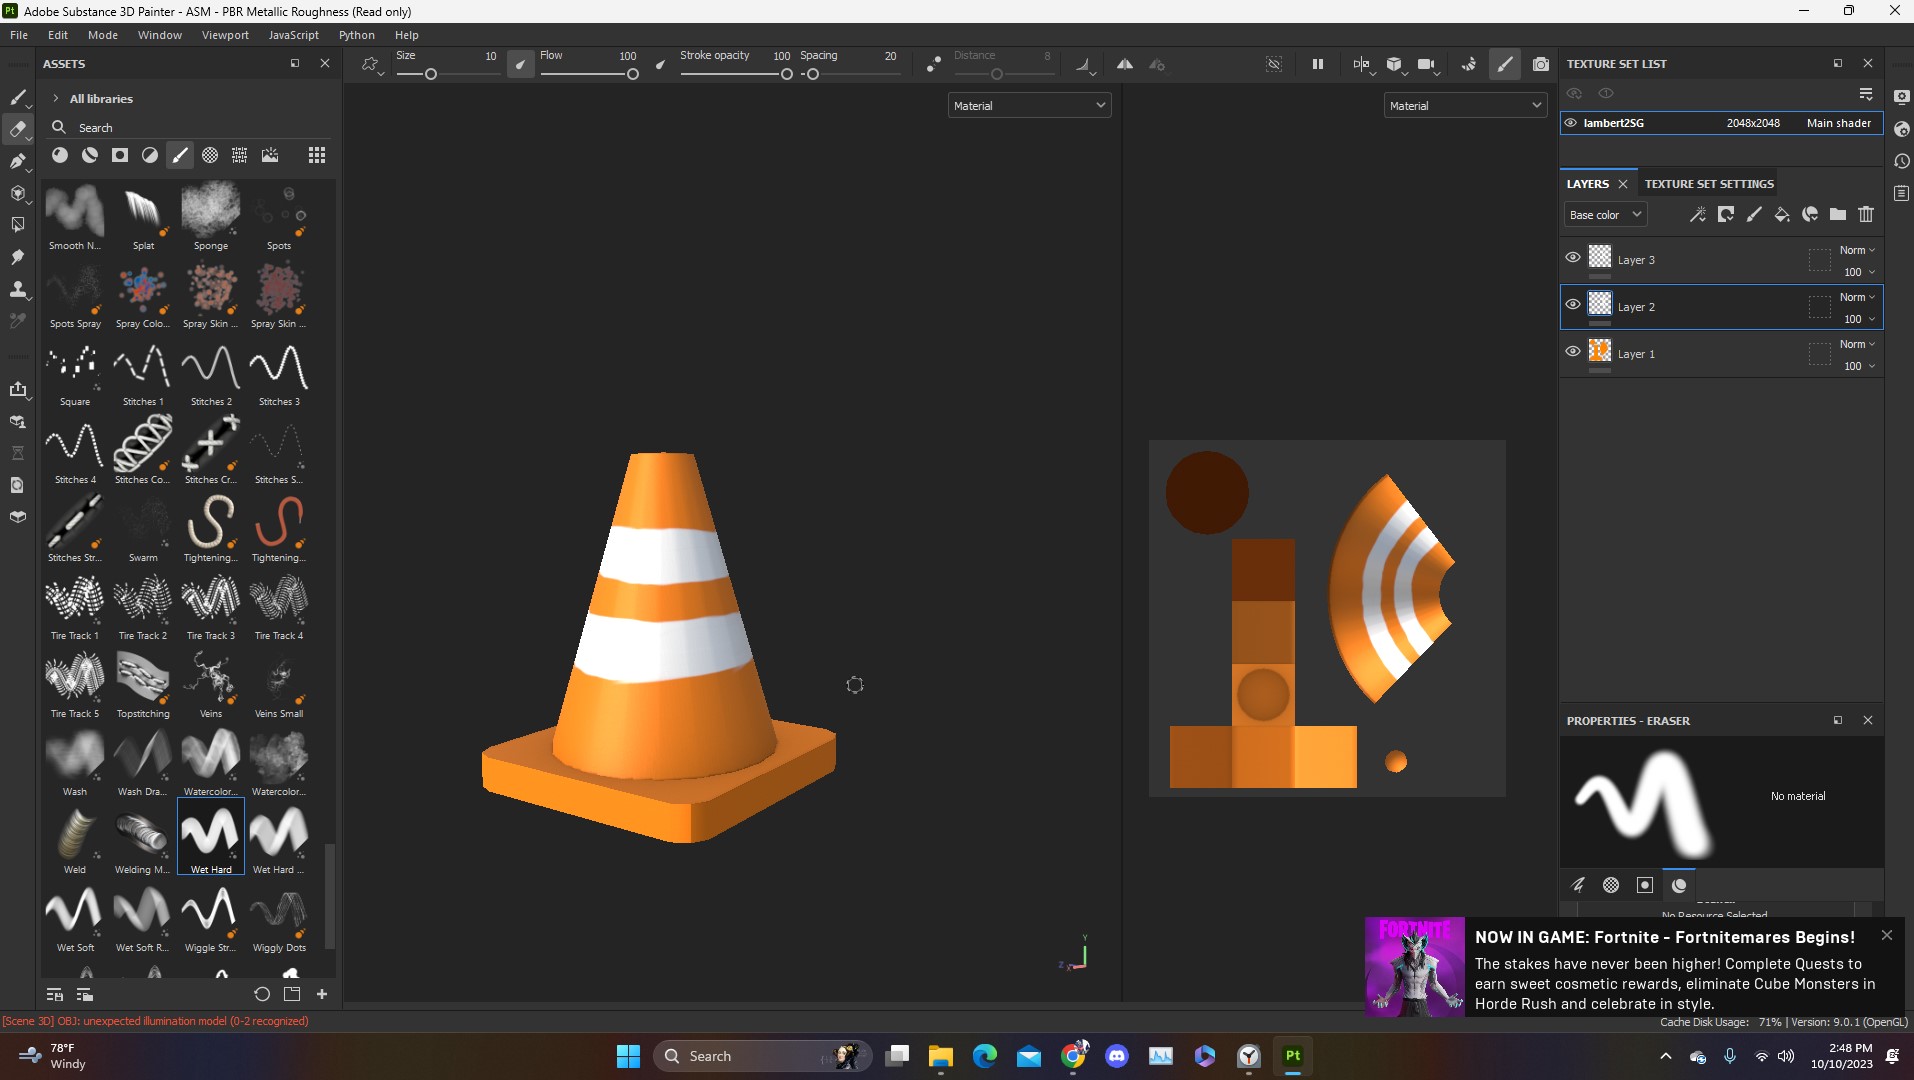 Adobe Substance 3D Painter - ASM - PBR Metallic Roughness (Read only)
File Edit Mode Window Viewport JavaScript Python Help
ASSETS
All libraries
Search
Size 10 Flow 100 Stroke opacity 100 Spacing 20 Distance 8
Material
Material
Smooth N... Splat Sponge Spots
Spots Spray Spray Colo... Spray Skin ... Spray Skin ...
Square Stitches 1 Stitches 2 Stitches 3
Stitches 4 Stitches Co... Stitches Cr... Stitches S...
Stitches Str... Swarm Tightening... Tightening...
Tire Track 1 Tire Track 2 Tire Track 3 Tire Track 4
Tire Track 5 Topstitching Veins Veins Small
Wash Wash Dra... Watercolor... Watercolor...
Weld Welding M... Wet Hard Wet Hard ...
Wet Soft Wet Soft R... Wiggle Str... Wiggly Dots
Y
Z X
TEXTURE SET LIST
lambert2SG 2048x2048 Main shader
LAYERS TEXTURE SET SETTINGS
Base color
Layer 3 Norm
100
Layer 2 Norm
100
Layer 1 Norm
100
PROPERTIES - ERASER
No material
No Resource Selected
FORTNITE
NOW IN GAME: Fortnite - Fortnitemares Begins!
The stakes have never been higher! Complete Quests to
earn sweet cosmetic rewards, eliminate Cube Monsters in
Horde Rush and celebrate in style.
[Scene 3D] OBJ: unexpected illumination model (0-2 recognized)
Cache Disk Usage: 71% | Version: 9.0.1 (OpenGL)
78°F
Windy
Search
Pt
2:48 PM
10/10/2023